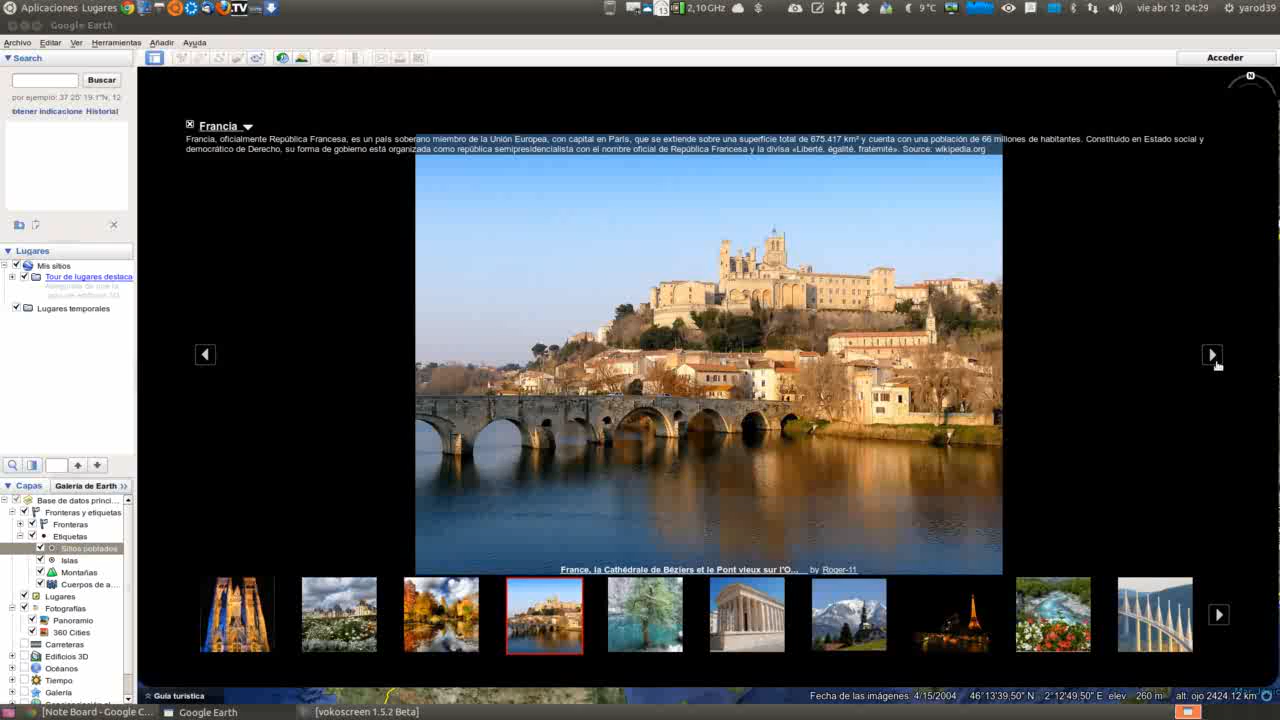 Aplicaciones Lugares
TV
13
2,10 GHz
9°C
vie abr 12 04:29
yarod39
Google Earth
Archivo Editar Ver Herramientas Añadir Ayuda
Search
Acceder
Buscar
por ejemplo: 37 25' 19.1"N, 12
btener indicacione Historial
N
Francia
Francia, oficialmente República Francesa, es un país soberano miembro de la Unión Europea, con capital en París, que se extiende sobre una superficie total de 675.417 km² y cuenta con una población de 66 millones de habitantes. Constituido en Estado social y
democrático de Derecho, su forma de gobierno está organizada como república semipresidencialista con el nombre oficial de República Francesa y la divisa «Liberté, égalité, fraternité». Source: wikipedia.org
Lugares
Mis sitios
Tour de lugares destaca
Asegúrate de que la
Lugares temporales
Capas
Galería de Earth >>
Base de datos princi...
Fronteras y etiquetas
Fronteras
Etiquetas
Sitios poblados
Islas
Montañas
Cuerpos de a...
Lugares
Fotografías
Panoramio
360 Cities
Carreteras
Edificios 3D
Océanos
Tiempo
Galería
France, la Cathédrale de Béziers et le Pont vieux sur l'O... by Roger-11
Guía turística
Fecha de las imágenes: 4/15/2004 46°13'39.50" N 2°12'49.50" E elev 260 m alt. ojo 2424.12 km
[Note Board - Google C...
Google Earth
[vokoscreen 1.5.2 Beta]